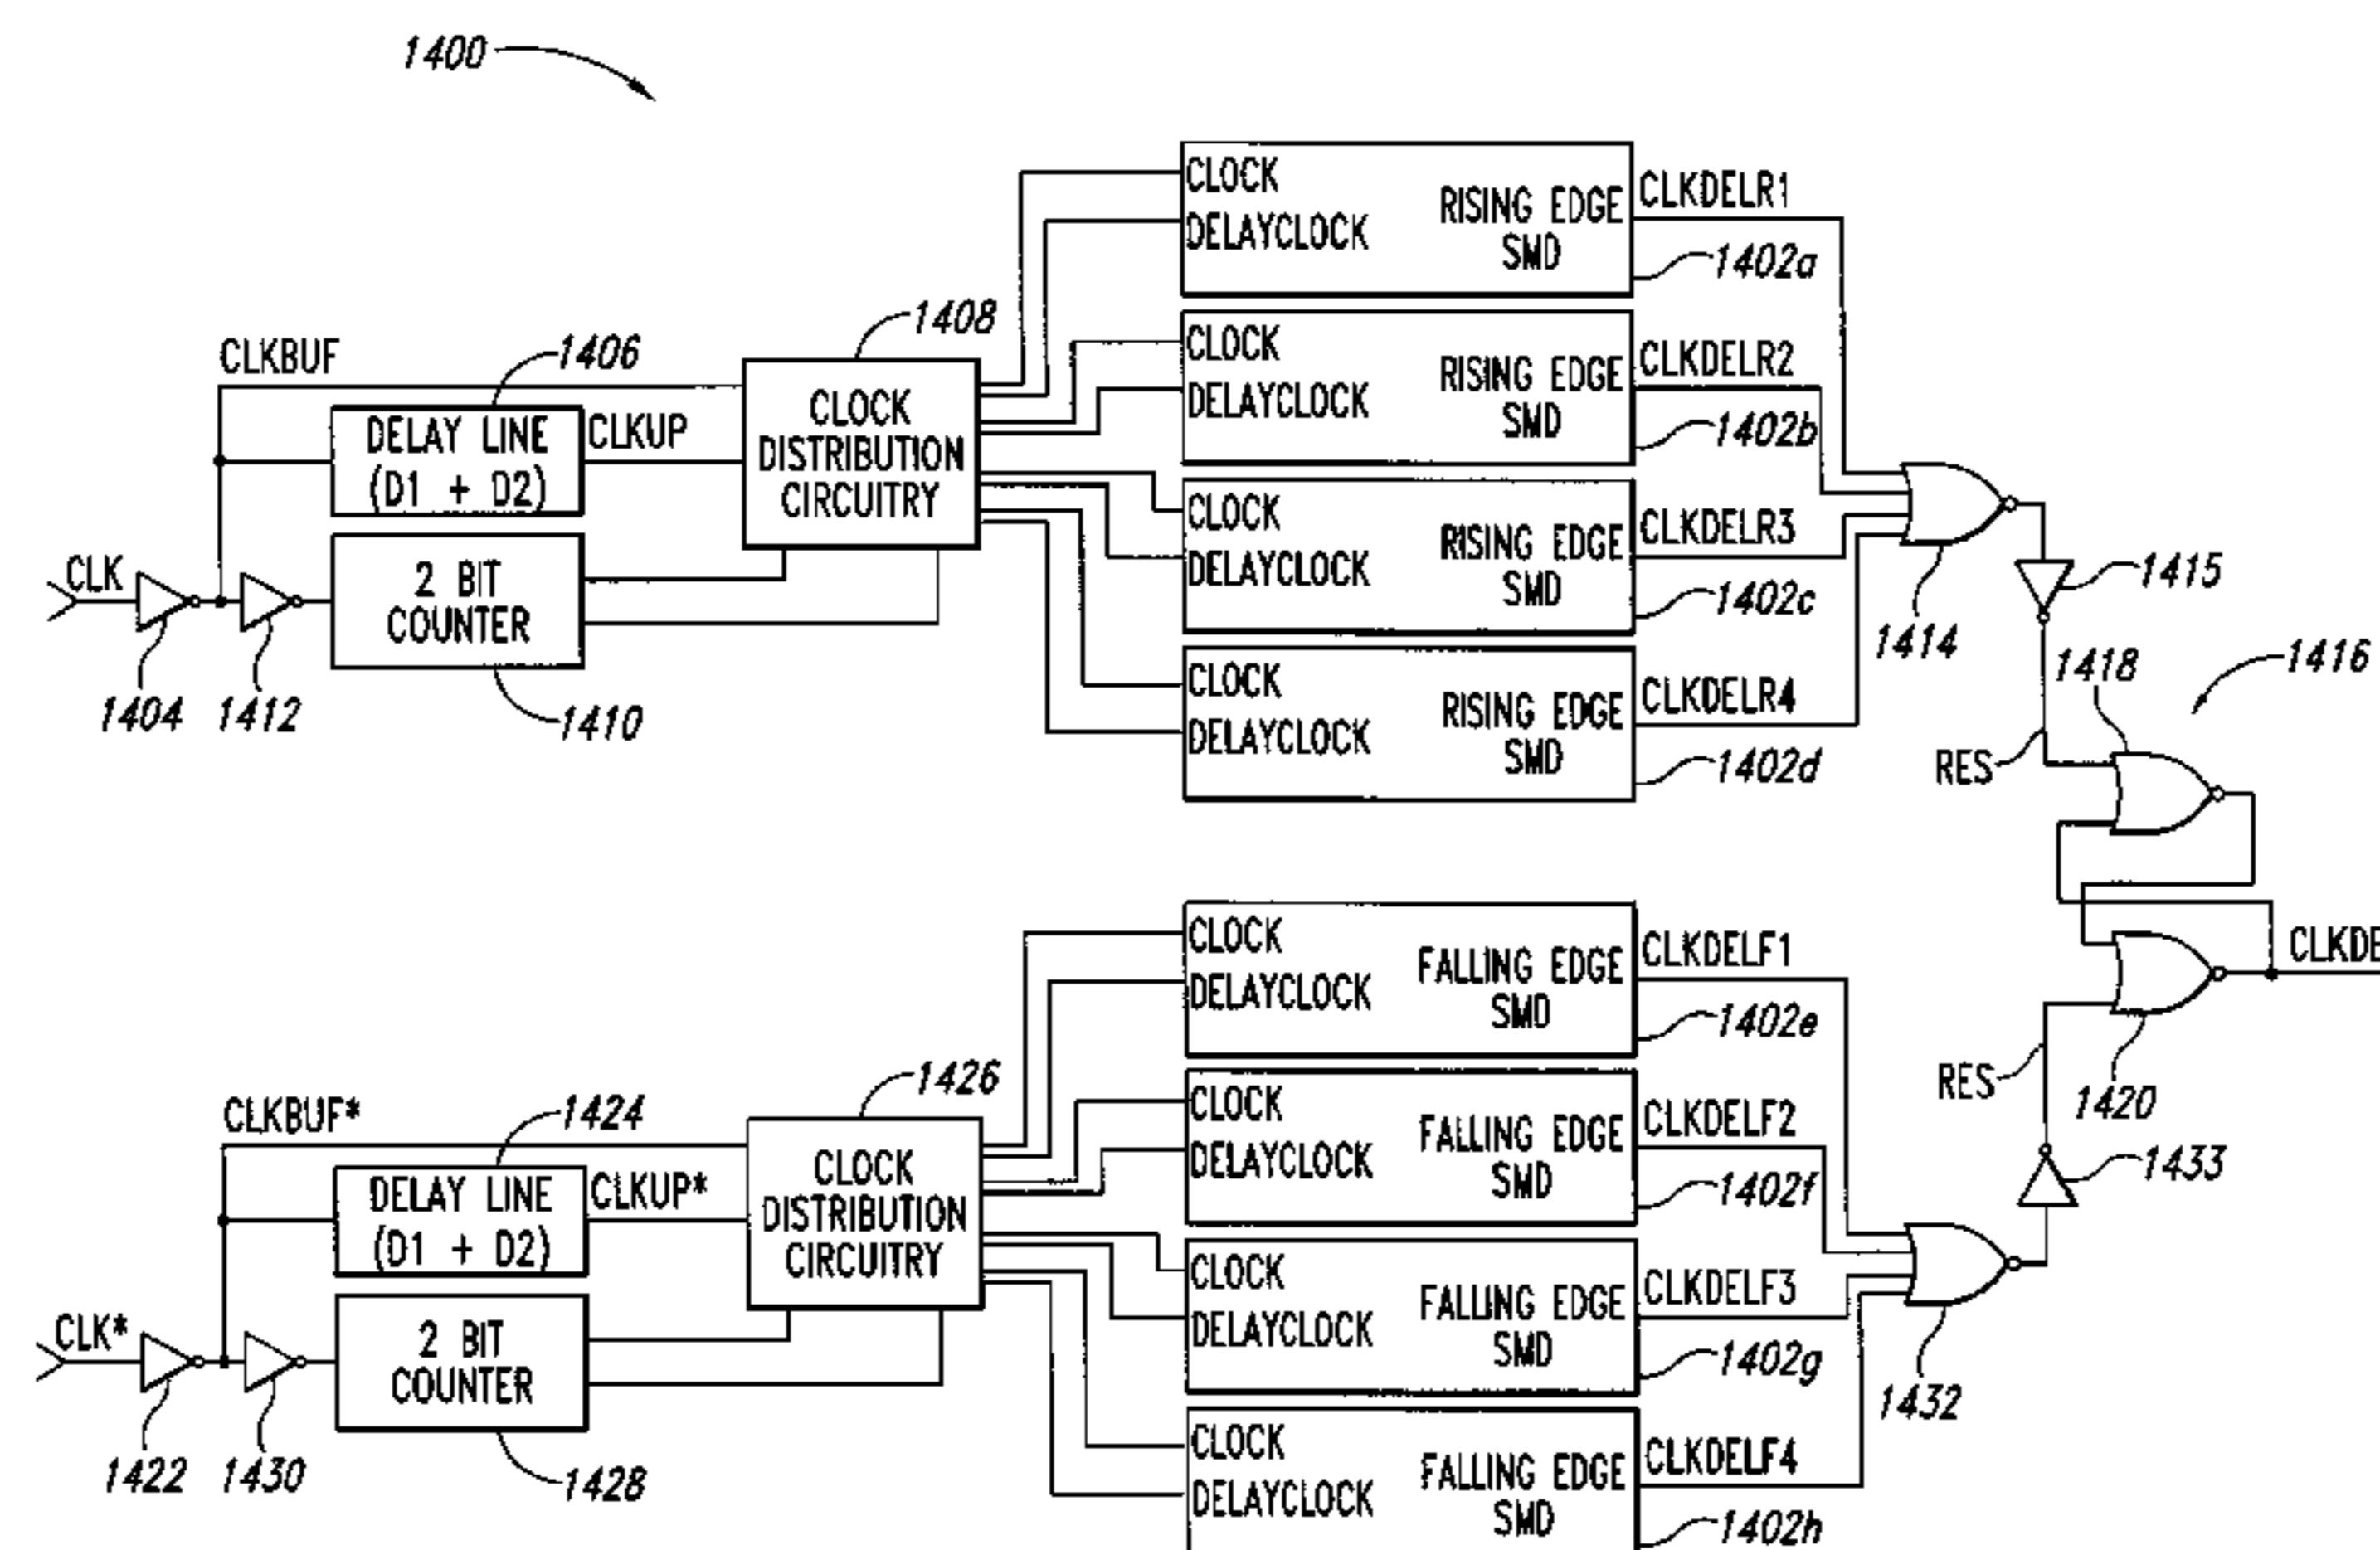 1400
CLOCK
DELAYCLOCK
RISING EDGE
SMD
CLKDELR1
1402a
CLOCK
DELAYCLOCK
RISING EDGE
SMD
CLKDELR2
1402b
CLOCK
DELAYCLOCK
RISING EDGE
SMD
CLKDELR3
1402c
CLOCK
DELAYCLOCK
RISING EDGE
SMD
CLKDELR4
1402d
CLKBUF
1406
DELAY LINE
(D1 + D2)
CLKUP
1408
CLOCK
DISTRIBUTION
CIRCUITRY
CLK
2 BIT
COUNTER
1404
1412
1410
1414
1415
1418
1416
RES
CLOCK
DELAYCLOCK
FALLING EDGE
SMD
CLKDELF1
1402e
CLOCK
DELAYCLOCK
FALLING EDGE
SMD
CLKDELF2
1402f
CLOCK
DELAYCLOCK
FALLING EDGE
SMD
CLKDELF3
1402g
CLOCK
DELAYCLOCK
FALLING EDGE
SMD
CLKDELF4
1402h
CLKBUF*
1424
DELAY LINE
(D1 + D2)
CLKUP*
1426
CLOCK
DISTRIBUTION
CIRCUITRY
CLK*
2 BIT
COUNTER
1422
1430
1428
CLKDE
RES
1420
1433
1432